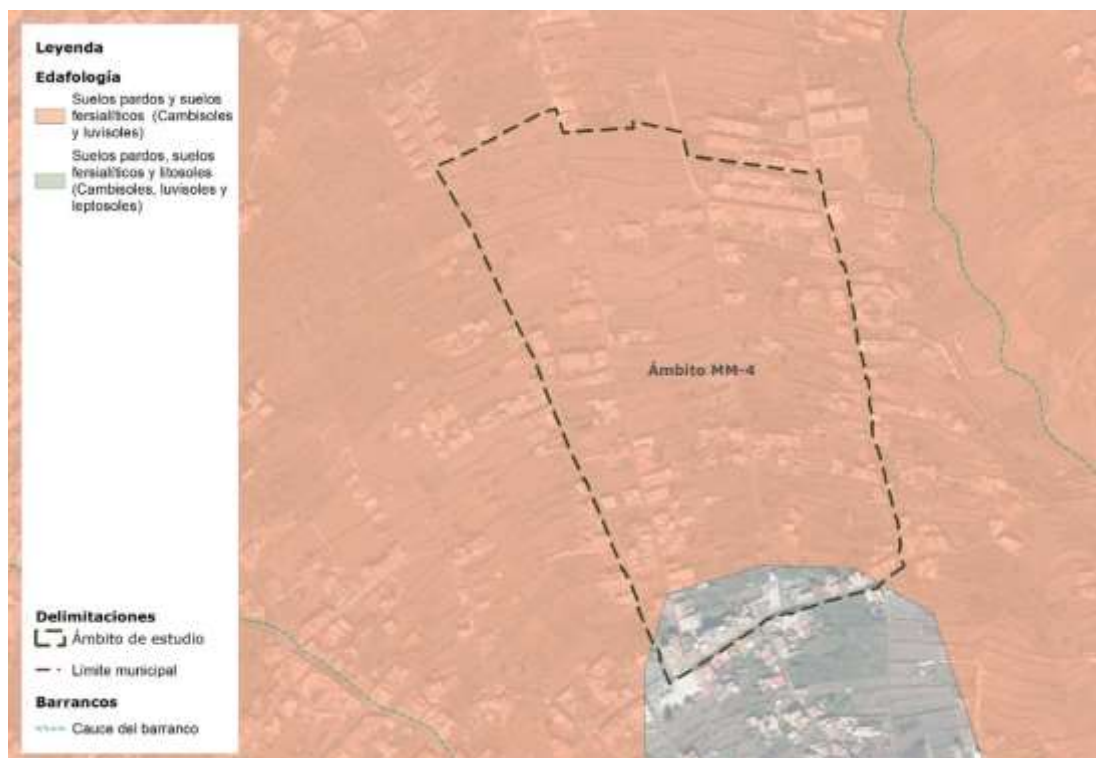 Leyenda
Edafología
Suelos pardos y suelos
fersialíticos (Cambisoles
y luvisoles)
Suelos pardos, suelos
fersialíticos y litosoles
(Cambisoles, luvisoles y
leptosoles)
Ámbito MM-4
Delimitaciones
Ámbito de estudio
Límite municipal
Barrancos
Cauce del barranco